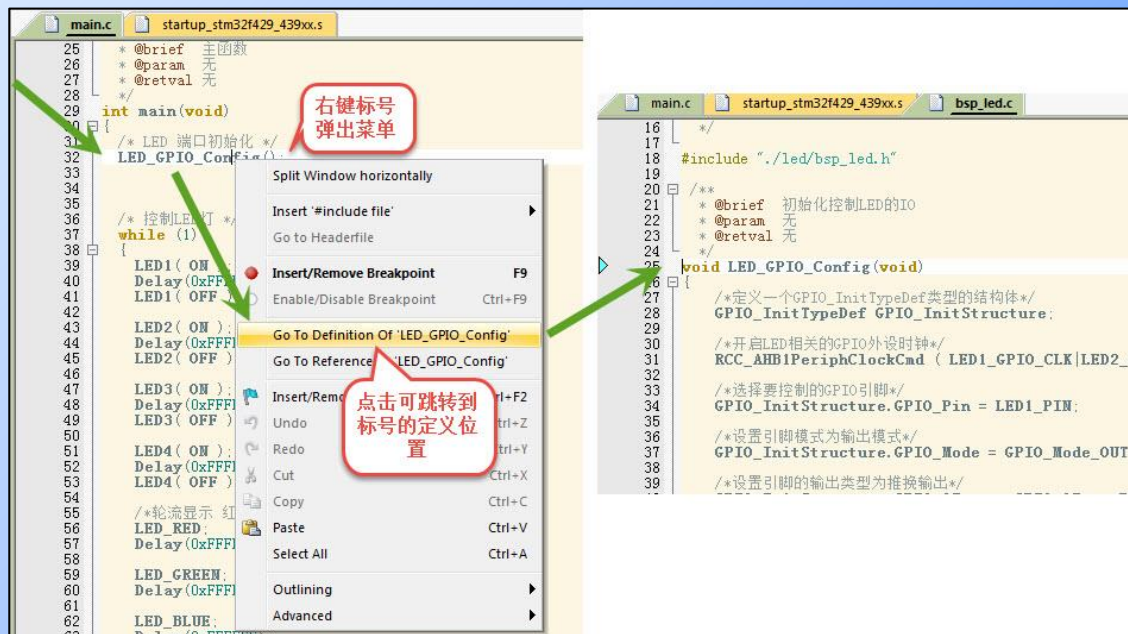 main.c
startup_stm32f429_439xx.s
25 * @brief 主函数
26 * @param 无
27 * @retval 无
28 */
29 int main(void)
30 {
31 /* LED 端口初始化 */
32 LED_GPIO_Config();
33
34
35
36 /* 控制LED灯 */
37 while (1)
38 {
39 LED1( ON );
40 Delay(0xFFF
41 LED1( OFF )
42
43 LED2( ON );
44 Delay(0xFFF
45 LED2( OFF )
46
47 LED3( ON );
48 Delay(0xFFF
49 LED3( OFF )
50
51 LED4( ON );
52 Delay(0xFFF
53 LED4( OFF )
54
55 /*轮流显示 红
56 LED_RED;
57 Delay(0xFFF
58
59 LED_GREEN;
60 Delay(0xFFF
61
62 LED_BLUE;
右键标号
弹出菜单
Split Window horizontally
Insert '#include file'
Go to Headerfile
Insert/Remove Breakpoint F9
Enable/Disable Breakpoint Ctrl+F9
Go To Definition Of 'LED_GPIO_Config'
Go To Reference 'LED_GPIO_Config'
Insert/Rem rl+F2
Undo trl+Z
Redo trl+Y
Cut Ctrl+X
Copy Ctrl+C
Paste Ctrl+V
Select All Ctrl+A
Outlining
Advanced
点击可跳转到
标号的定义位
置
main.c
startup_stm32f429_439xx.s
bsp_led.c
16 */
17
18 #include "./led/bsp_led.h"
19
20 /**
21 * @brief 初始化控制LED的IO
22 * @param 无
23 * @retval 无
24 */
25 void LED_GPIO_Config(void)
26 {
27 /*定义一个GPIO_InitTypeDef类型的结构体*/
28 GPIO_InitTypeDef GPIO_InitStructure;
29
30 /*开启LED相关的GPIO外设时钟*/
31 RCC_AHB1PeriphClockCmd ( LED1_GPIO_CLK|LED2_
32
33 /*选择要控制的GPIO引脚*/
34 GPIO_InitStructure.GPIO_Pin = LED1_PIN;
35
36 /*设置引脚模式为输出模式*/
37 GPIO_InitStructure.GPIO_Mode = GPIO_Mode_OUT
38
39 /*设置引脚的输出类型为推挽输出*/